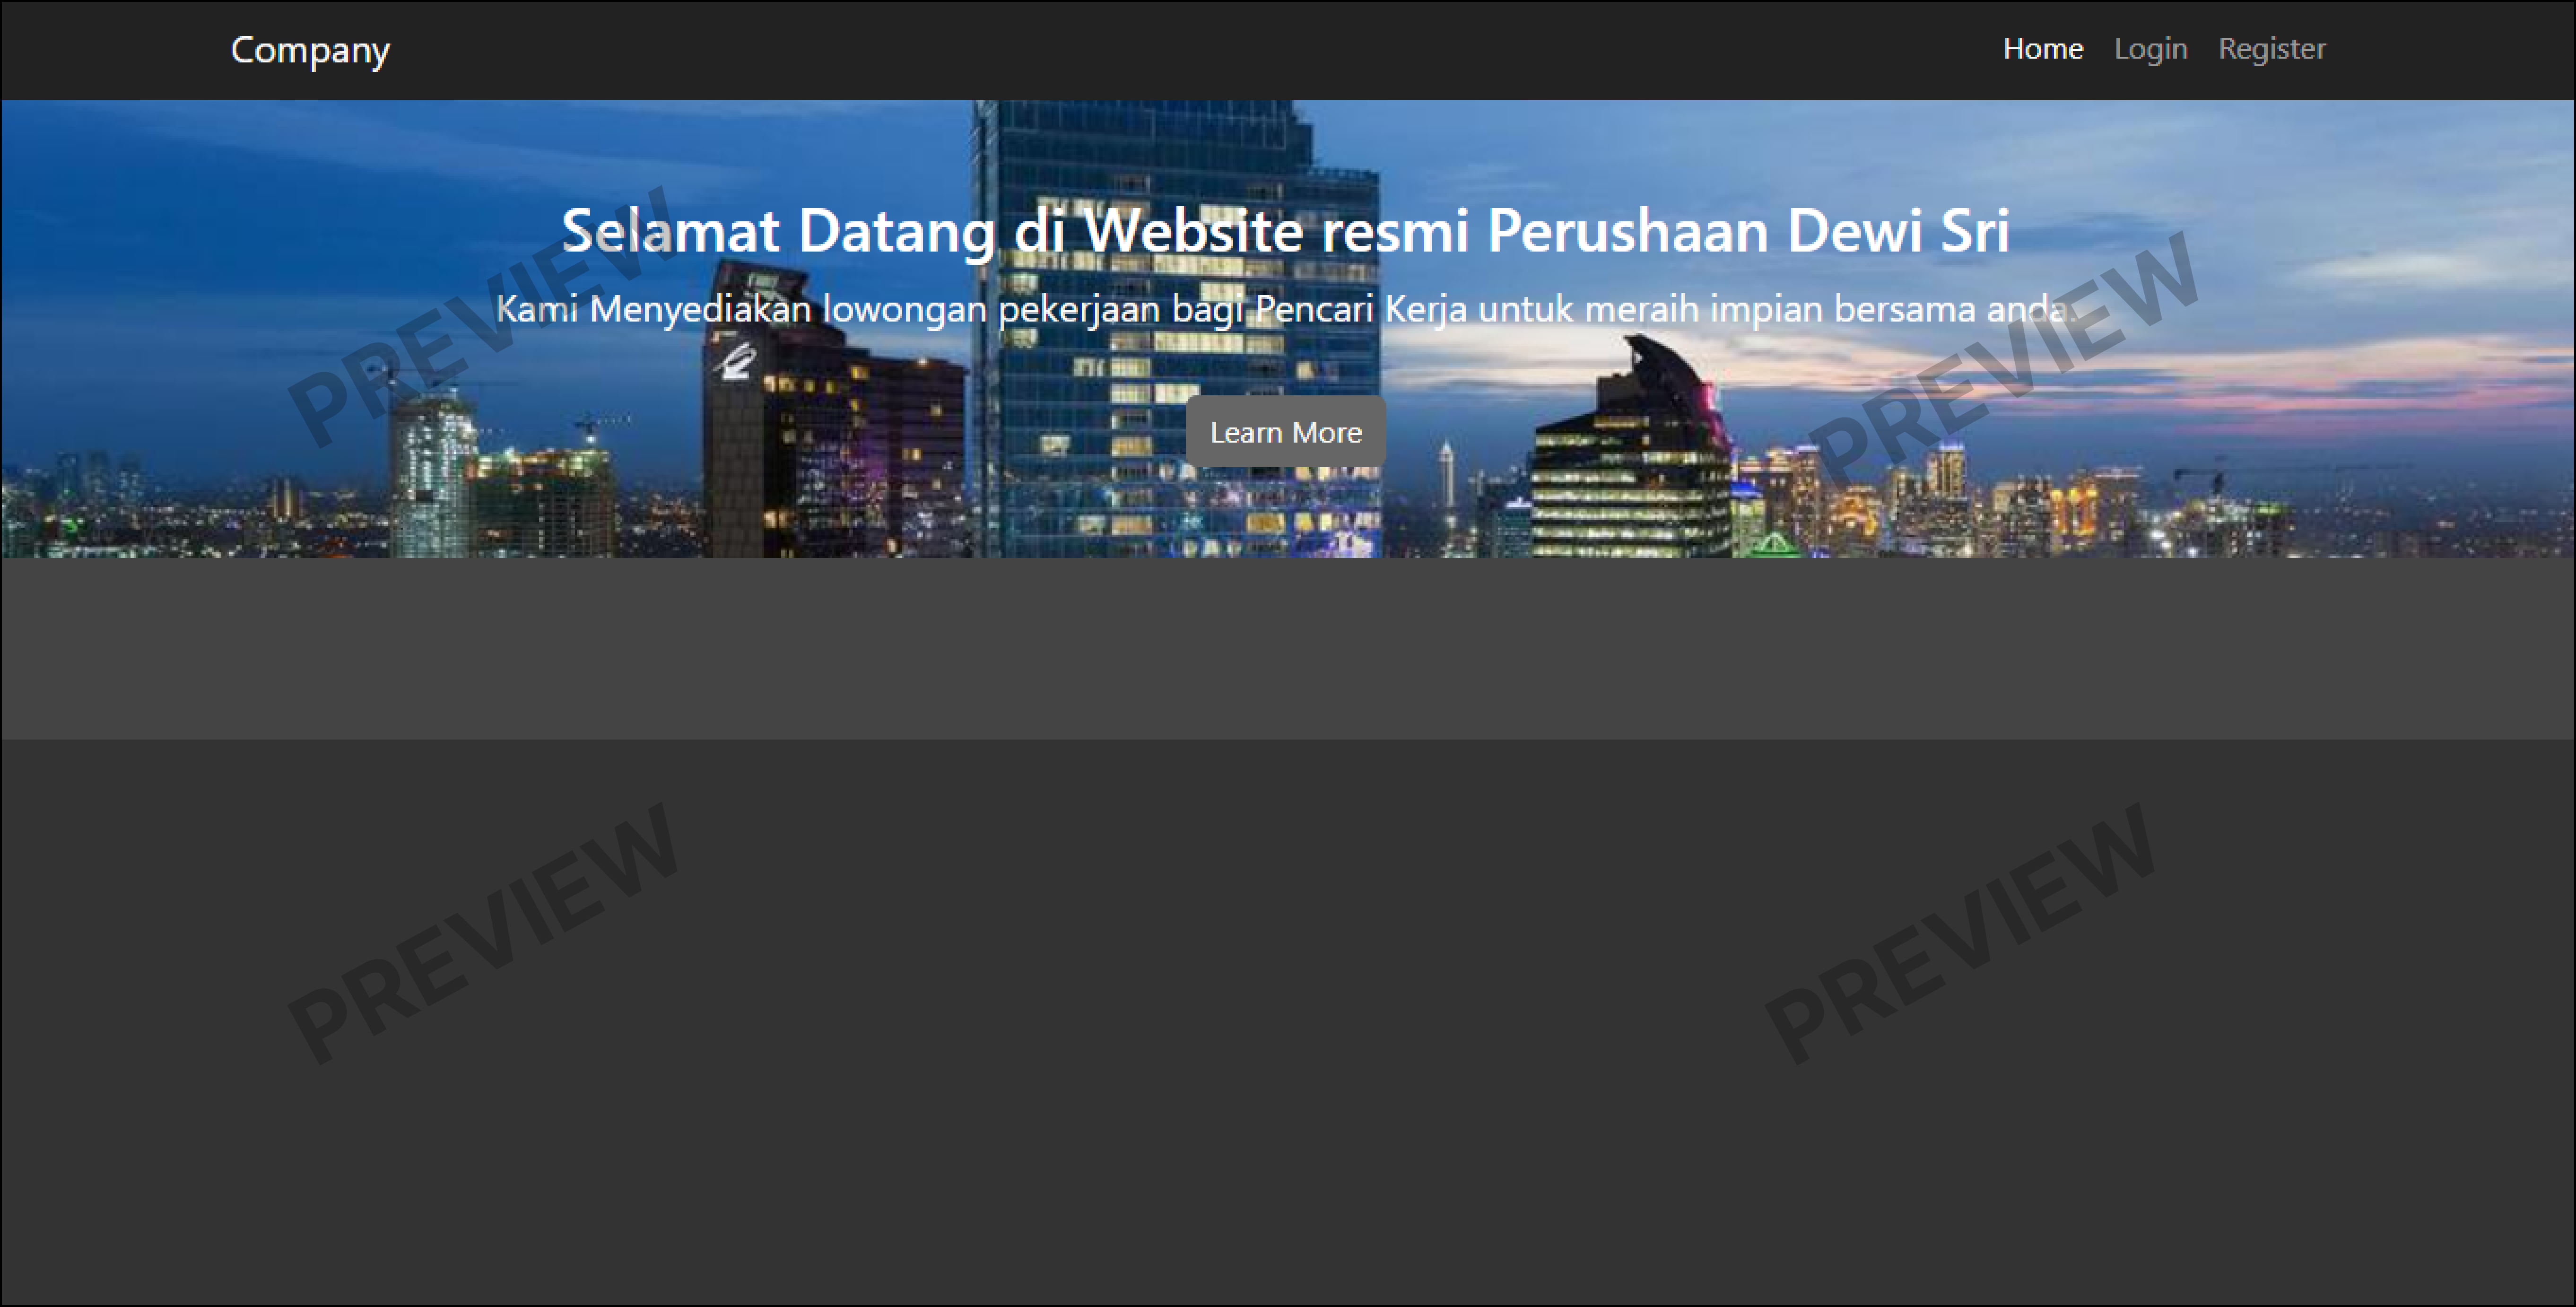 Company
Home Login Register
Selamat Datang di Website resmi Perushaan Dewi Sri
Kami Menyediakan lowongan pekerjaan bagi Pencari Kerja untuk meraih impian bersama anda.
Learn More
PREVIEW
PREVIEW
PREVIEW
PREVIEW